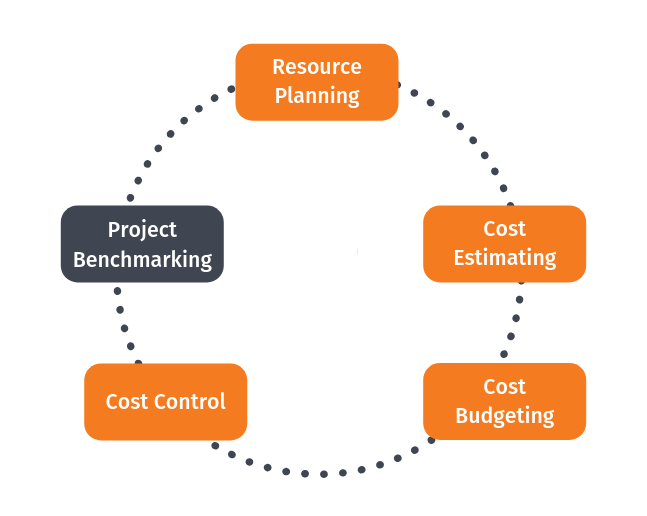 Resource
Planning
Cost
Estimating
Cost
Budgeting
Cost Control
Project
Benchmarking